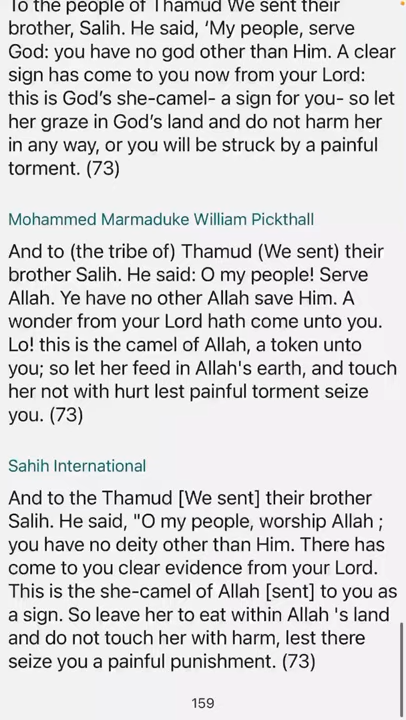 To the people of Thamud We sent their
brother, Salih. He said, ‘My people, serve
God: you have no god other than Him. A clear
sign has come to you now from your Lord:
this is God’s she-camel- a sign for you- so let
her graze in God’s land and do not harm her
in any way, or you will be struck by a painful
torment. (73)
Mohammed Marmaduke William Pickthall
And to (the tribe of) Thamud (We sent) their
brother Salih. He said: O my people! Serve
Allah. Ye have no other Allah save Him. A
wonder from your Lord hath come unto you.
Lo! this is the camel of Allah, a token unto
you; so let her feed in Allah's earth, and touch
her not with hurt lest painful torment seize
you. (73)
Sahih International
And to the Thamud [We sent] their brother
Salih. He said, "O my people, worship Allah ;
you have no deity other than Him. There has
come to you clear evidence from your Lord.
This is the she-camel of Allah [sent] to you as
a sign. So leave her to eat within Allah 's land
and do not touch her with harm, lest there
seize you a painful punishment. (73)
159